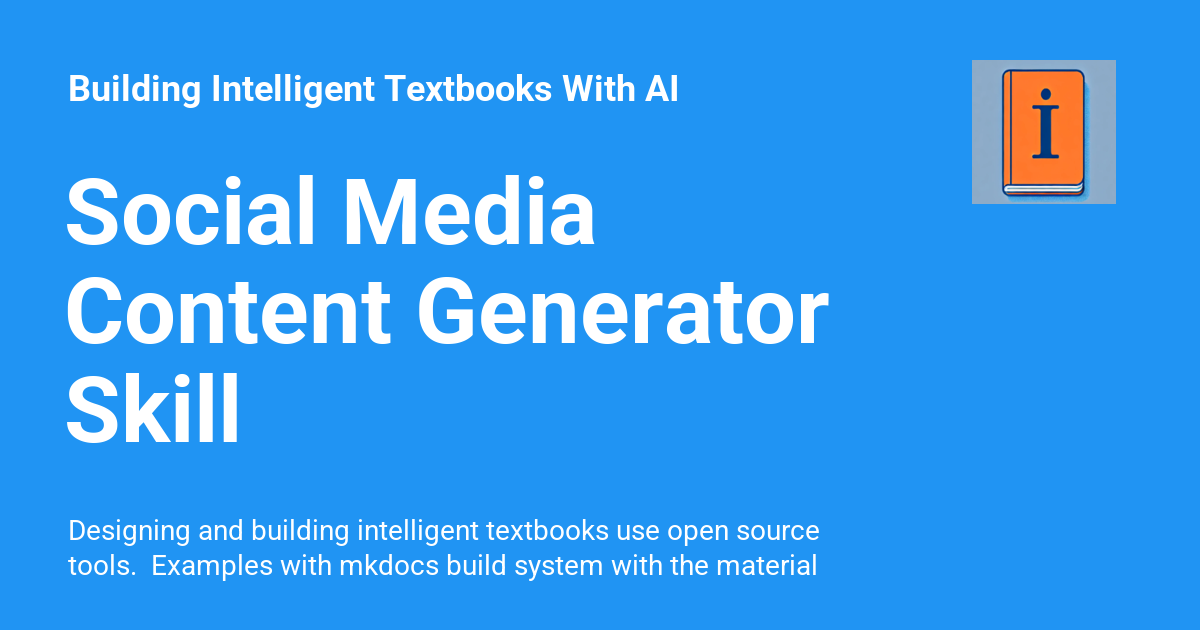 Building Intelligent Textbooks With AI
i
Social Media
Content Generator
Skill
Designing and building intelligent textbooks use open source
tools.  Examples with mkdocs build system with the material